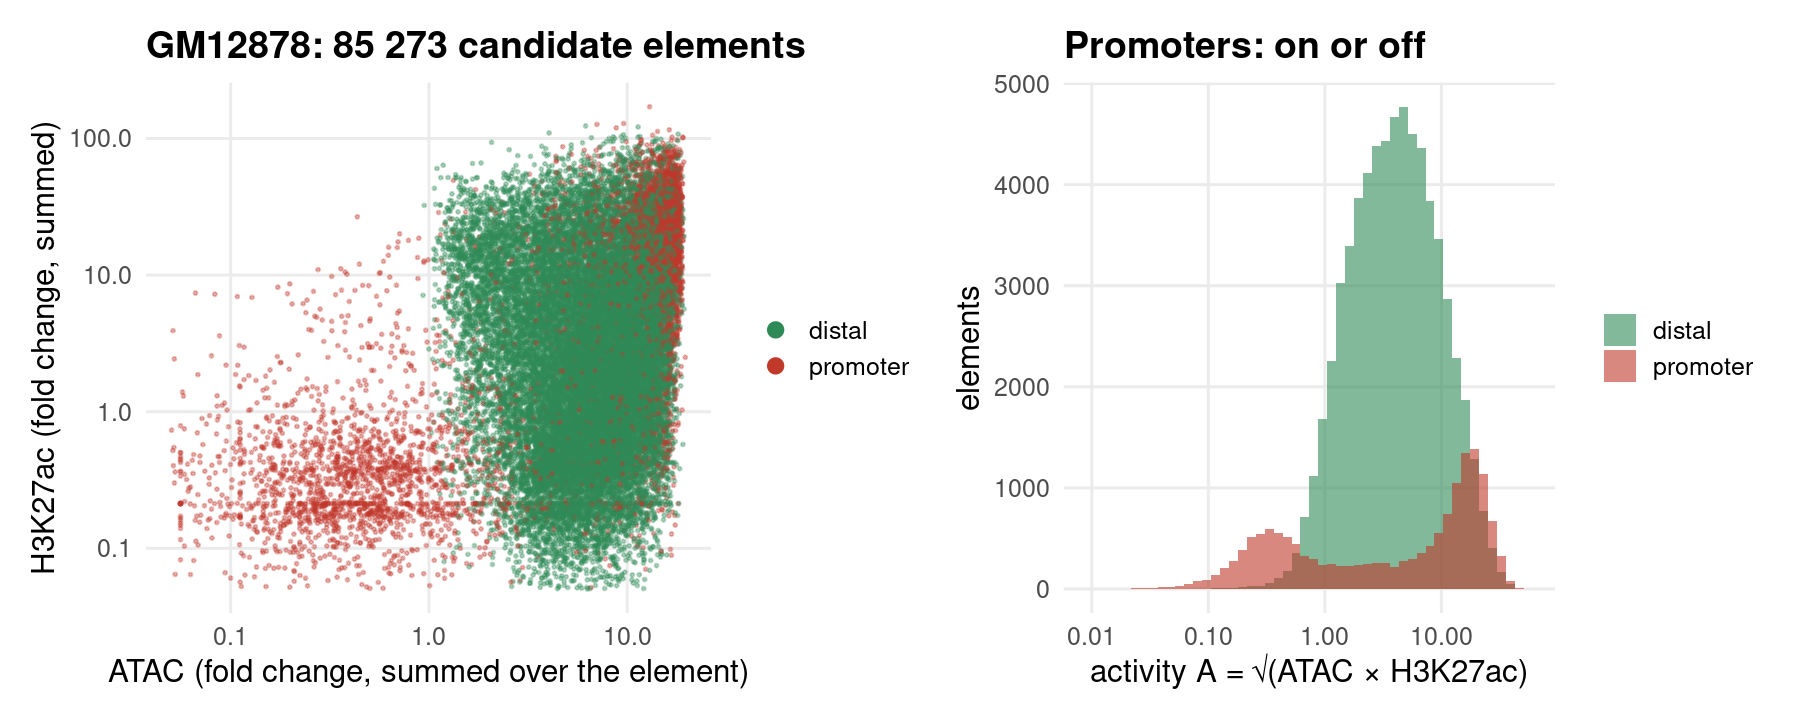 GM12878: 85 273 candidate elements
H3K27ac (fold change, summed)
100.0
10.0
1.0
0.1
0.1
1.0
10.0
ATAC (fold change, summed over the element)
distal
promoter
Promoters: on or off
elements
5000
4000
3000
2000
1000
0
0.01
0.10
1.00
10.00
activity A = √(ATAC × H3K27ac)
distal
promoter